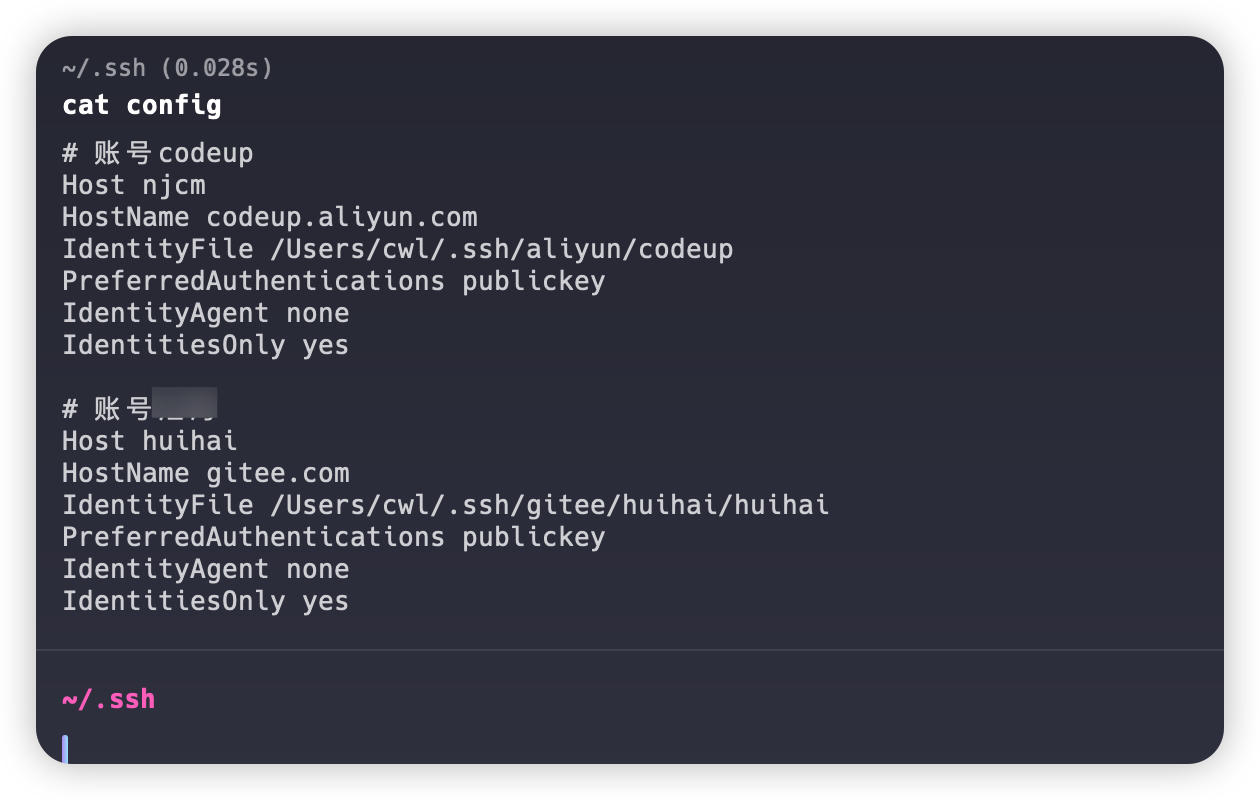 ~/.ssh (0.028s)
cat config
# 账号codeup
Host njcm
HostName codeup.aliyun.com
IdentityFile /Users/cwl/.ssh/aliyun/codeup
PreferredAuthentications publickey
IdentityAgent none
IdentitiesOnly yes
# 账号
Host huihai
HostName gitee.com
IdentityFile /Users/cwl/.ssh/gitee/huihai/huihai
PreferredAuthentications publickey
IdentityAgent none
IdentitiesOnly yes
~/.ssh